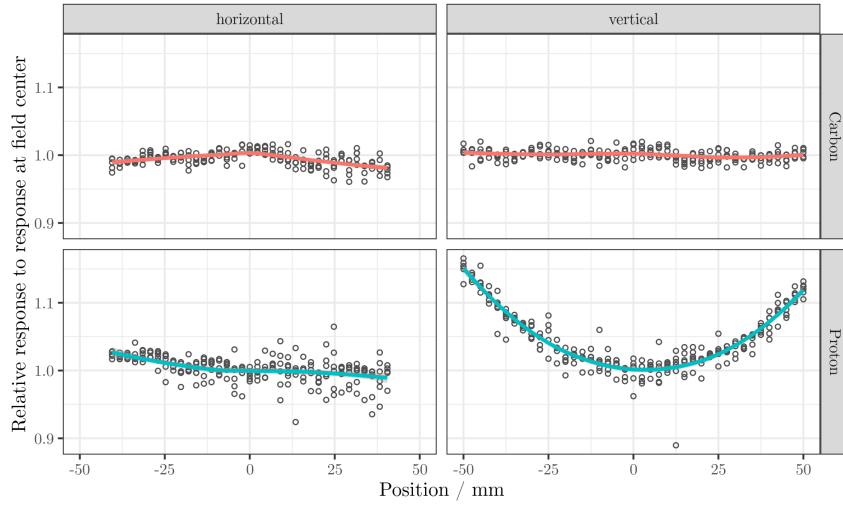 horizontal
vertical
Relative response to response at field center
1.1
1.0
0.9
Carbon
1.1
1.0
0.9
Proton
-50
-25
0
25
50
-50
-25
0
25
50
Position / mm